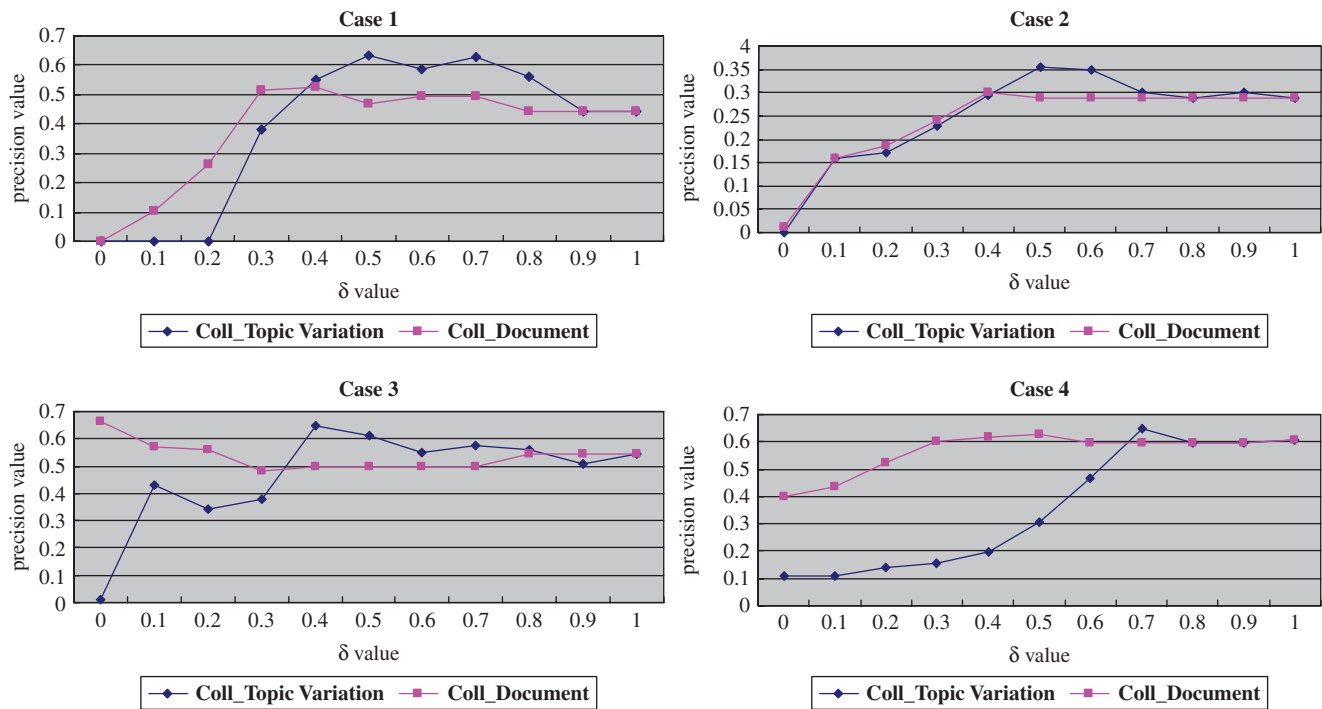 Case 1
0.7
0.6
0.5
0.4
0.3
0.2
0.1
0
precision value
0 0.1 0.2 0.3 0.4 0.5 0.6 0.7 0.8 0.9 1
δ value
Coll_Topic Variation Coll_Document
Case 2
4
0.35
0.3
0.25
0.2
0.15
0.1
0.05
0
precision value
0 0.1 0.2 0.3 0.4 0.5 0.6 0.7 0.8 0.9 1
δ value
Coll_Topic Variation Coll_Document
Case 3
0.7
0.6
0.5
0.4
0.3
0.2
0.1
0
precision value
0 0.1 0.2 0.3 0.4 0.5 0.6 0.7 0.8 0.9 1
δ value
Coll_Topic Variation Coll_Document
Case 4
0.7
0.6
0.5
0.4
0.3
0.2
0.1
0
precision value
0 0.1 0.2 0.3 0.4 0.5 0.6 0.7 0.8 0.9 1
δ value
Coll_Topic Variation Coll_Document